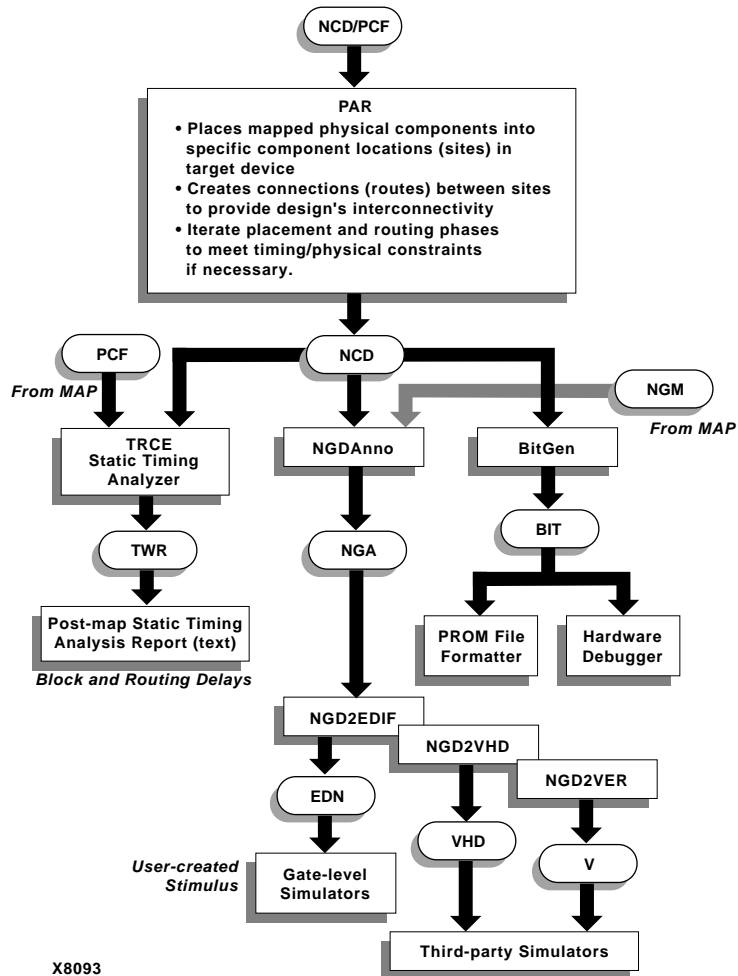 NCD/PCF
PAR
• Places mapped physical components into
specific component locations (sites) in
target device
• Creates connections (routes) between sites
to provide design's interconnectivity
• Iterate placement and routing phases
to meet timing/physical constraints
if necessary.
PCF
NCD
NGM
From MAP
From MAP
TRCE
Static Timing
Analyzer
NGDAnno
BitGen
TWR
NGA
BIT
Post-map Static Timing
Analysis Report (text)
Block and Routing Delays
PROM File
Formatter
Hardware
Debugger
NGD2EDIF
NGD2VHD
NGD2VER
EDN
VHD
V
User-created
Stimulus
Gate-level
Simulators
Third-party Simulators
X8093